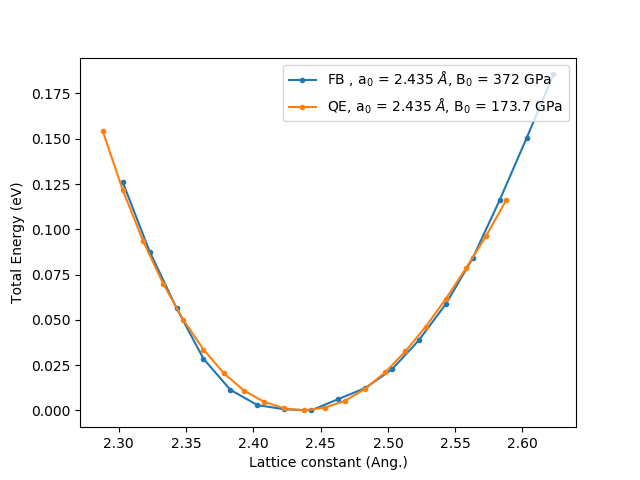 FB , a₀ = 2.435 Å, B₀ = 372 GPa
QE, a₀ = 2.435 Å, B₀ = 173.7 GPa
0.175
0.150
0.125
0.100
0.075
0.050
0.025
0.000
Total Energy (eV)
2.30 2.35 2.40 2.45 2.50 2.55 2.60
Lattice constant (Ang.)